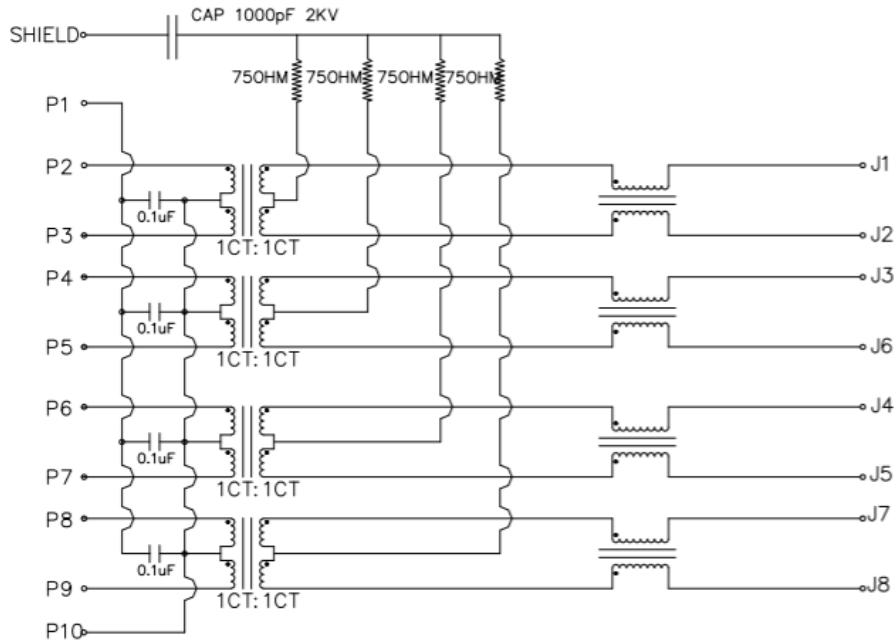 CAP 1000pF 2KV
SHIELD
75OHM 75OHM 75OHM 75OHM
P1
P2 J1
0.1uF
P3 1CT:1CT J2
P4 J3
0.1uF
P5 1CT:1CT J6
P6 J4
0.1uF
P7 1CT:1CT J5
P8 J7
0.1uF
P9 1CT:1CT J8
P10